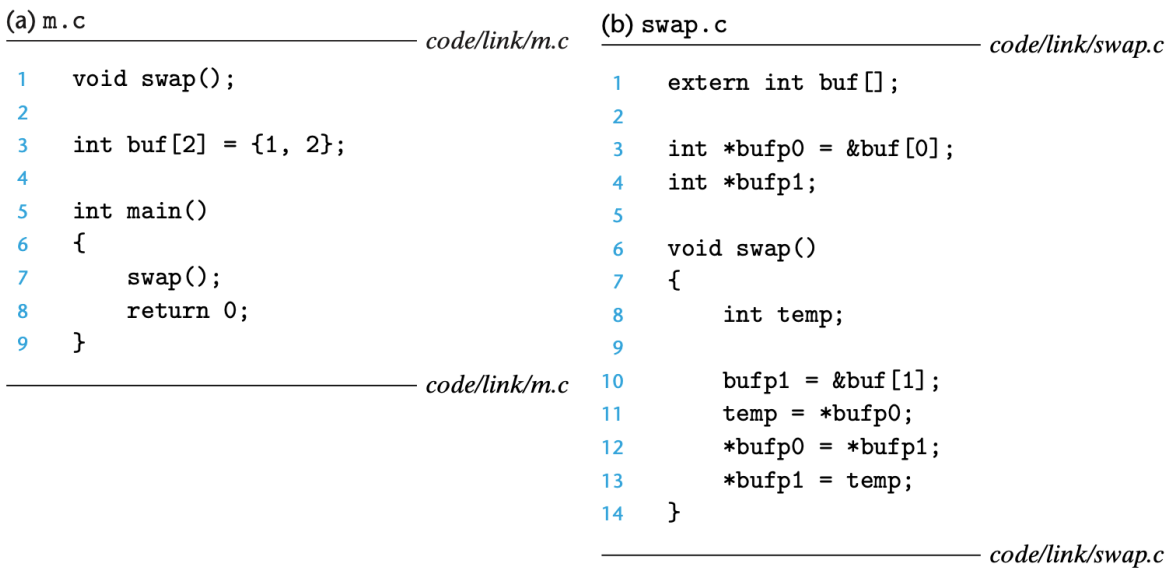 (a) m.c
code/link/m.c
1 void swap();
2
3 int buf[2] = {1, 2};
4
5 int main()
6 {
7     swap();
8     return 0;
9 }
code/link/m.c
(b) swap.c
code/link/swap.c
1 extern int buf[];
2
3 int *bufp0 = &buf[0];
4 int *bufp1;
5
6 void swap()
7 {
8     int temp;
9
10     bufp1 = &buf[1];
11     temp = *bufp0;
12     *bufp0 = *bufp1;
13     *bufp1 = temp;
14 }
code/link/swap.c